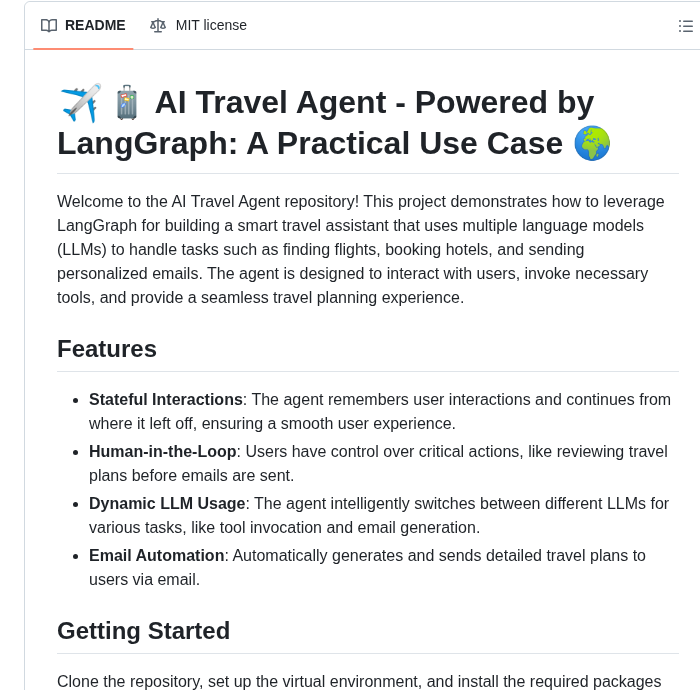 README MIT license
✈️🧳 AI Travel Agent - Powered by
LangGraph: A Practical Use Case 🌍
Welcome to the AI Travel Agent repository! This project demonstrates how to leverage
LangGraph for building a smart travel assistant that uses multiple language models
(LLMs) to handle tasks such as finding flights, booking hotels, and sending
personalized emails. The agent is designed to interact with users, invoke necessary
tools, and provide a seamless travel planning experience.
Features
• Stateful Interactions: The agent remembers user interactions and continues from
where it left off, ensuring a smooth user experience.
• Human-in-the-Loop: Users have control over critical actions, like reviewing travel
plans before emails are sent.
• Dynamic LLM Usage: The agent intelligently switches between different LLMs for
various tasks, like tool invocation and email generation.
• Email Automation: Automatically generates and sends detailed travel plans to
users via email.
Getting Started
Clone the repository, set up the virtual environment, and install the required packages